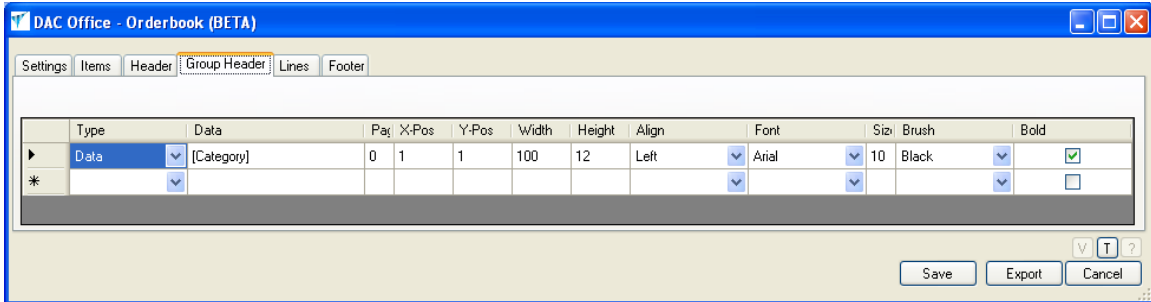 DAC Office - Orderbook (BETA)
Settings Items Header Group Header Lines Footer
Type Data Pag X-Pos Y-Pos Width Height Align Font Size Brush Bold
Data [Category] 0 1 1 100 12 Left Arial 10 Black
V T ?
Save Export Cancel